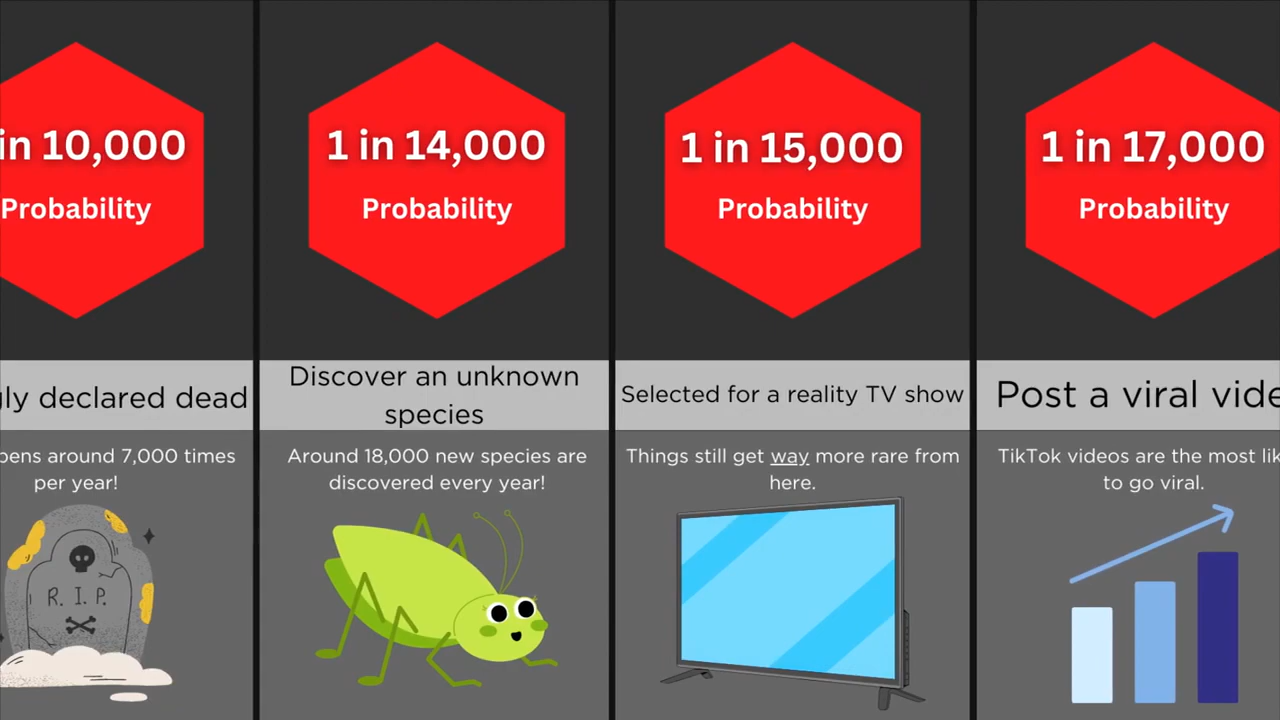 in 10,000
Probability
declared dead
around 7,000 times
per year!
R. I. P.
1 in 14,000
Probability
Discover an unknown
species
Around 18,000 new species are
discovered every year!
1 in 15,000
Probability
Selected for a reality TV show
Things still get way more rare from
here.
1 in 17,000
Probability
Post a viral vide
TikTok videos are the most lik
to go viral.